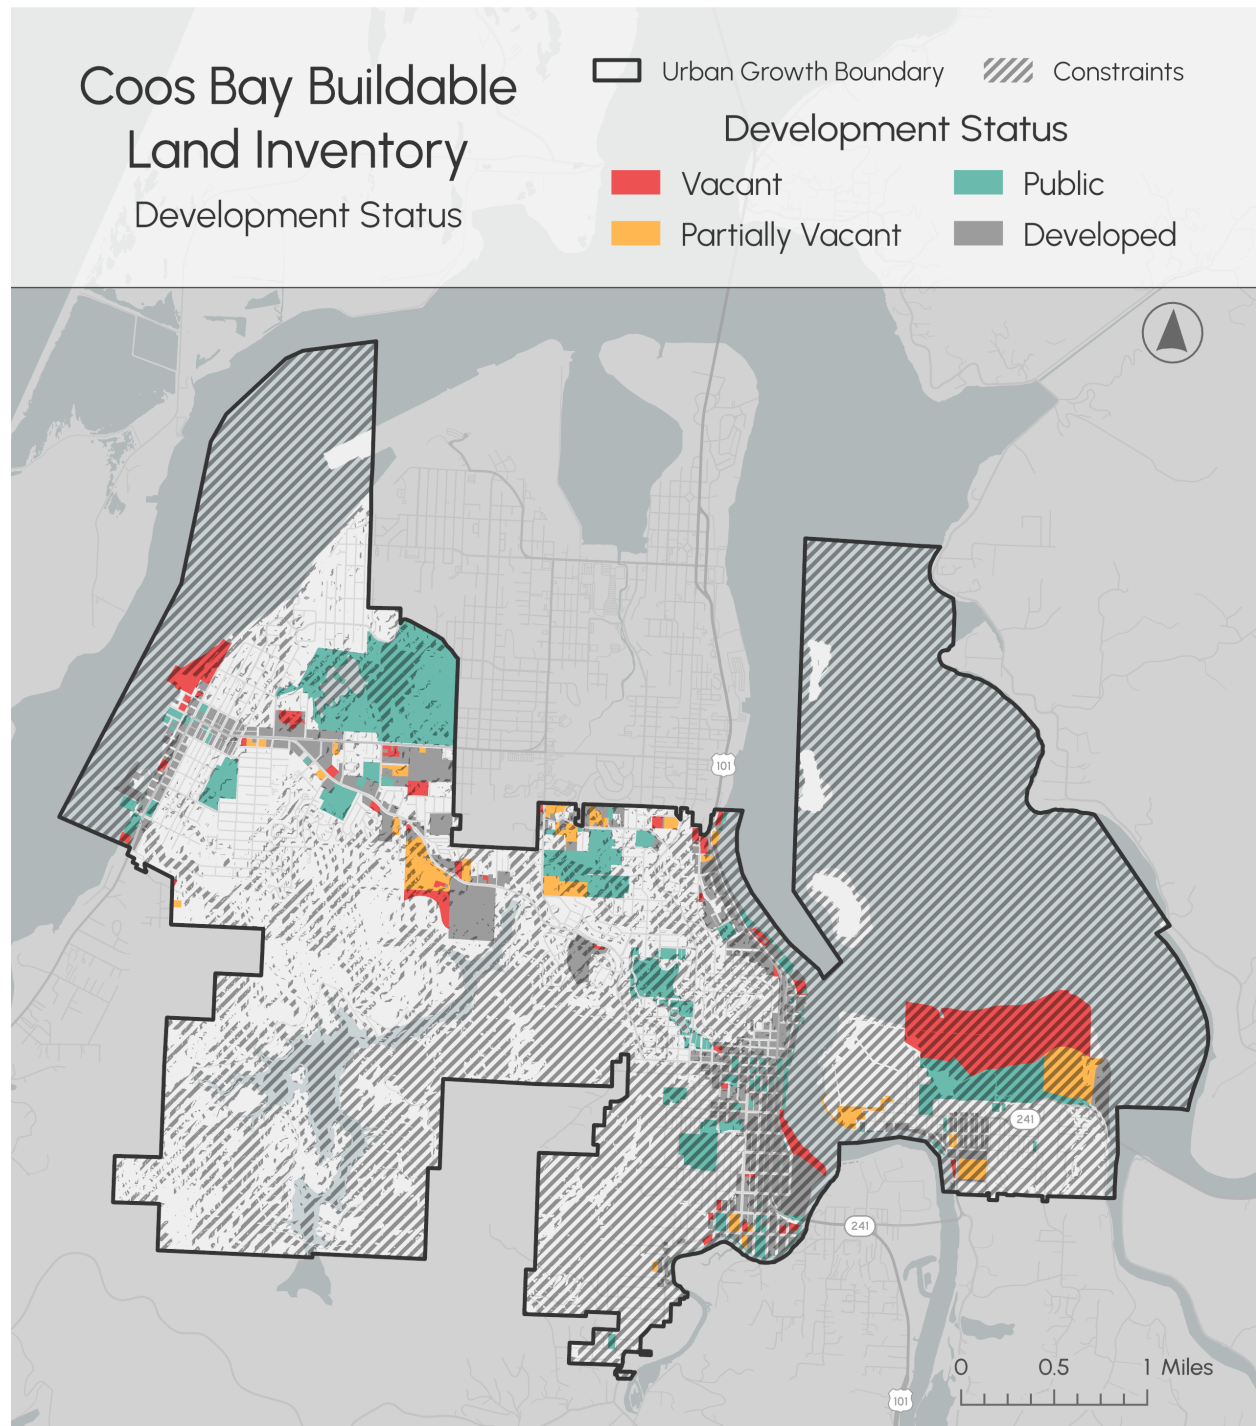 Coos Bay Buildable
Land Inventory
Development Status
Urban Growth Boundary
Constraints
Development Status
Vacant
Public
Partially Vacant
Developed
101
241
241
0 0.5 1 Miles
101